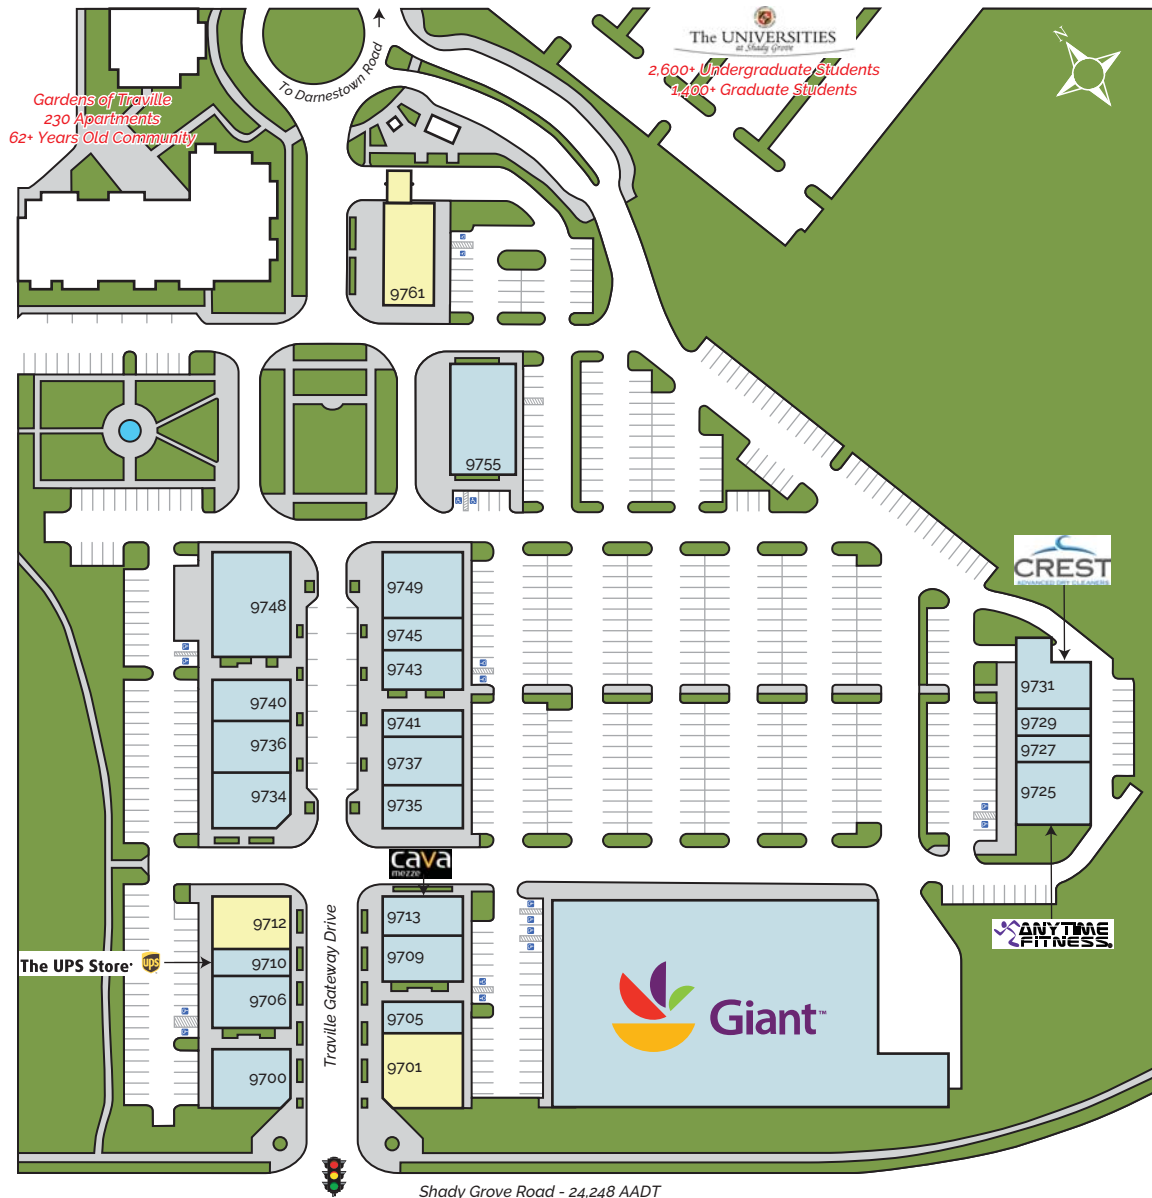 The UNIVERSITIES
at Shady Grove
2,600+ Undergraduate Students
1,400+ Graduate Students
N
To Darnestown Road
Gardens of Traville
230 Apartments
62+ Years Old Community
9761
9755
CREST
ADVANCED DRY CLEANERS
9748
9749
9745
9743
9740
9741
9736
9737
9734
9735
9731
9729
9727
9725
cava
mezze
ANYTIME
FITNESS.
9712
9713
The UPS Store
ups
9710
9709
9706
9705
9700
9701
Traville Gateway Drive
Giant™
Shady Grove Road - 24,248 AADT